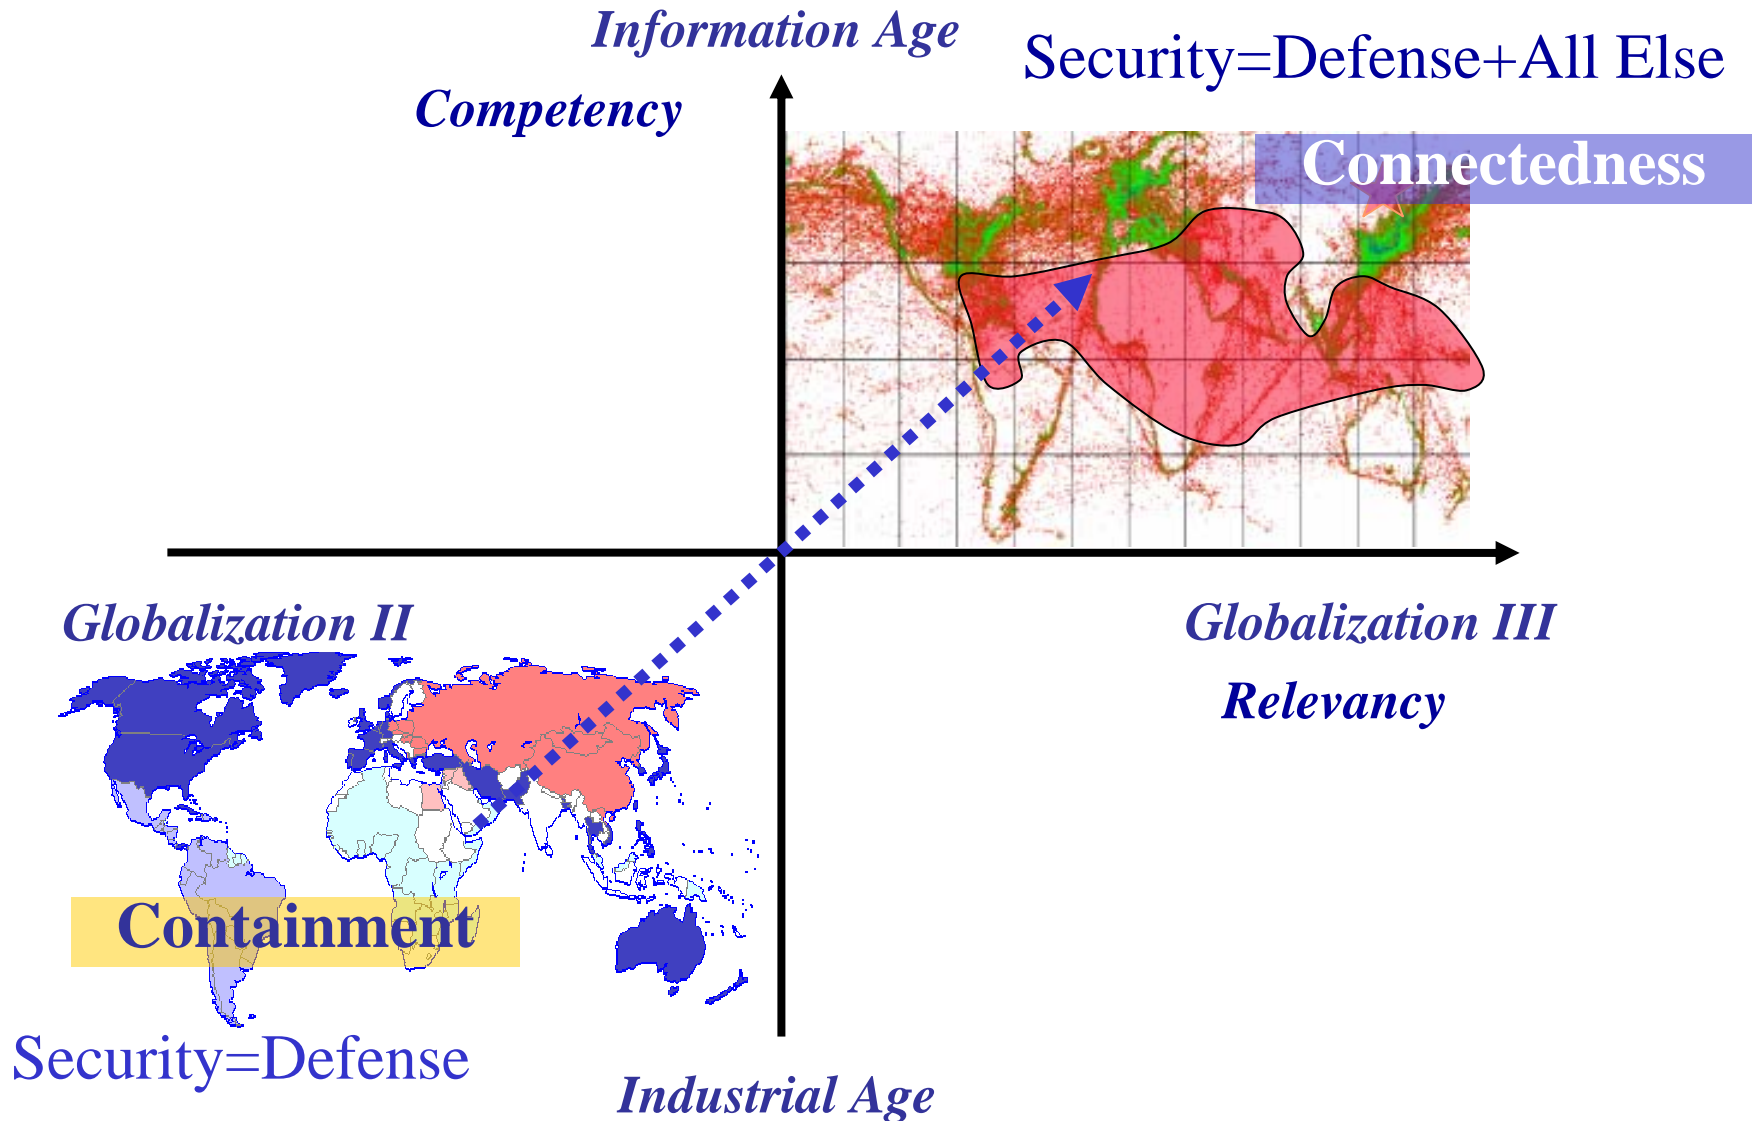 Information Age
Security=Defense+All Else
Competency
Connectedness
Globalization II
Globalization III
Relevancy
Containment
Security=Defense
Industrial Age